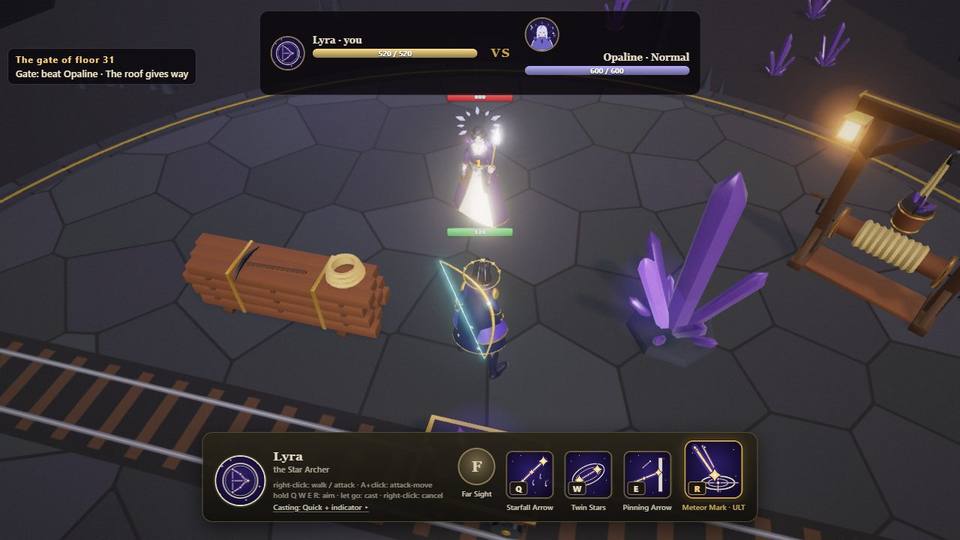 The gate of floor 31
Gate: beat Opaline · The roof gives way
Lyra · you
520 / 520
VS
Opaline · Normal
600 / 600
Lyra
the Star Archer
right-click: walk / attack · A+click: attack-move
hold Q W E R: aim · let go: cast · right-click: cancel
Casting: Quick + indicator
F
Far Sight
Q
Starfall Arrow
W
Twin Stars
E
Pinning Arrow
R
Meteor Mark · ULT